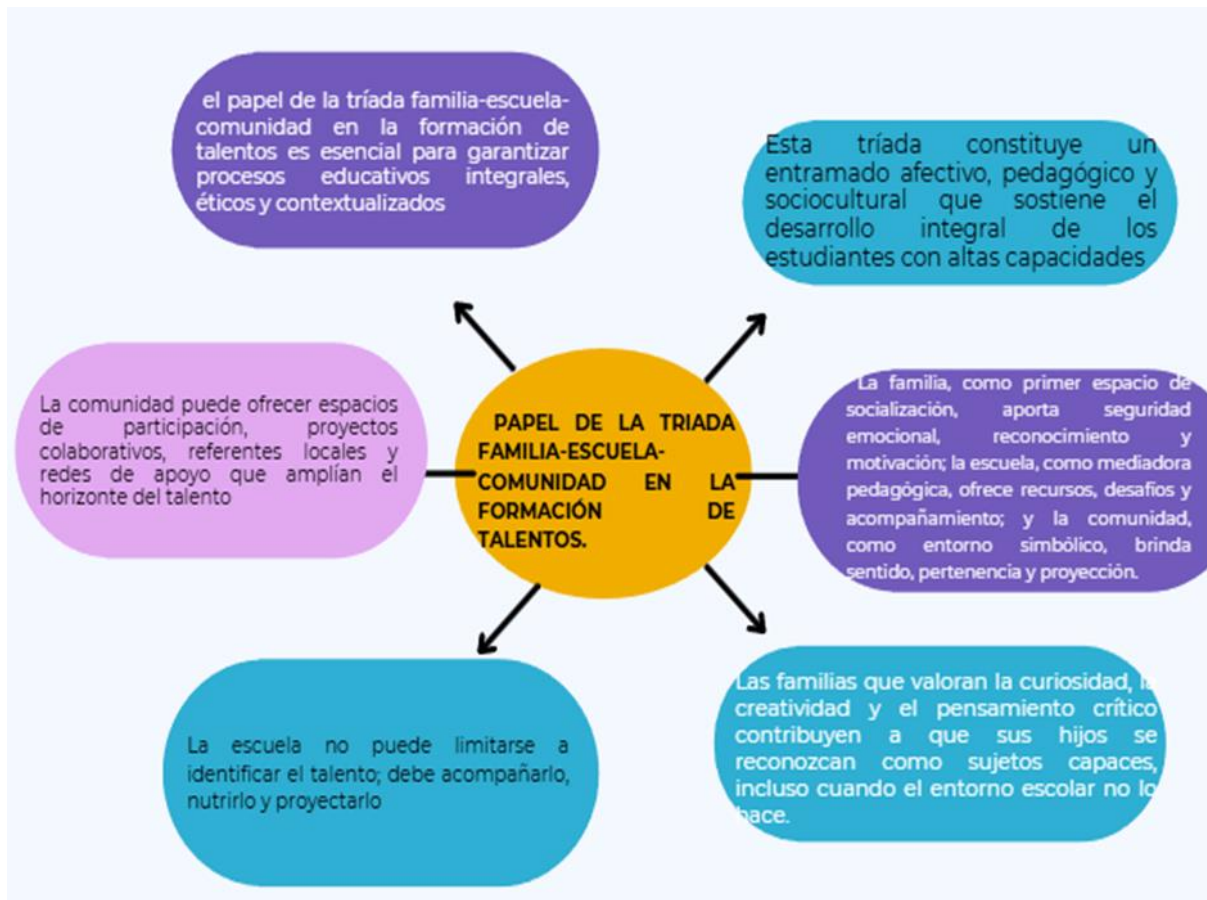 el papel de la tríada familia-escuela-
comunidad en la formación de
talentos es esencial para garantizar
procesos educativos integrales,
éticos y contextualizados
Esta tríada constituye un
entramado afectivo, pedagógico y
sociocultural que sostiene el
desarrollo integral de los
estudiantes con altas capacidades
La comunidad puede ofrecer espacios
de participación, proyectos
colaborativos, referentes locales y
redes de apoyo que amplían el
horizonte del talento
PAPEL DE LA TRIADA
FAMILIA-ESCUELA-
COMUNIDAD EN LA
FORMACIÓN DE
TALENTOS.
La familia, como primer espacio de
socialización, aporta seguridad
emocional, reconocimiento y
motivación; la escuela, como mediadora
pedagógica, ofrece recursos, desafíos y
acompañamiento; y la comunidad,
como entorno simbólico, brinda
sentido, pertenencia y proyección.
La escuela no puede limitarse a
identificar el talento; debe acompañarlo,
nutrirlo y proyectarlo
Las familias que valoran la curiosidad, la
creatividad y el pensamiento crítico
contribuyen a que sus hijos se
reconozcan como sujetos capaces,
incluso cuando el entorno escolar no lo
hace.